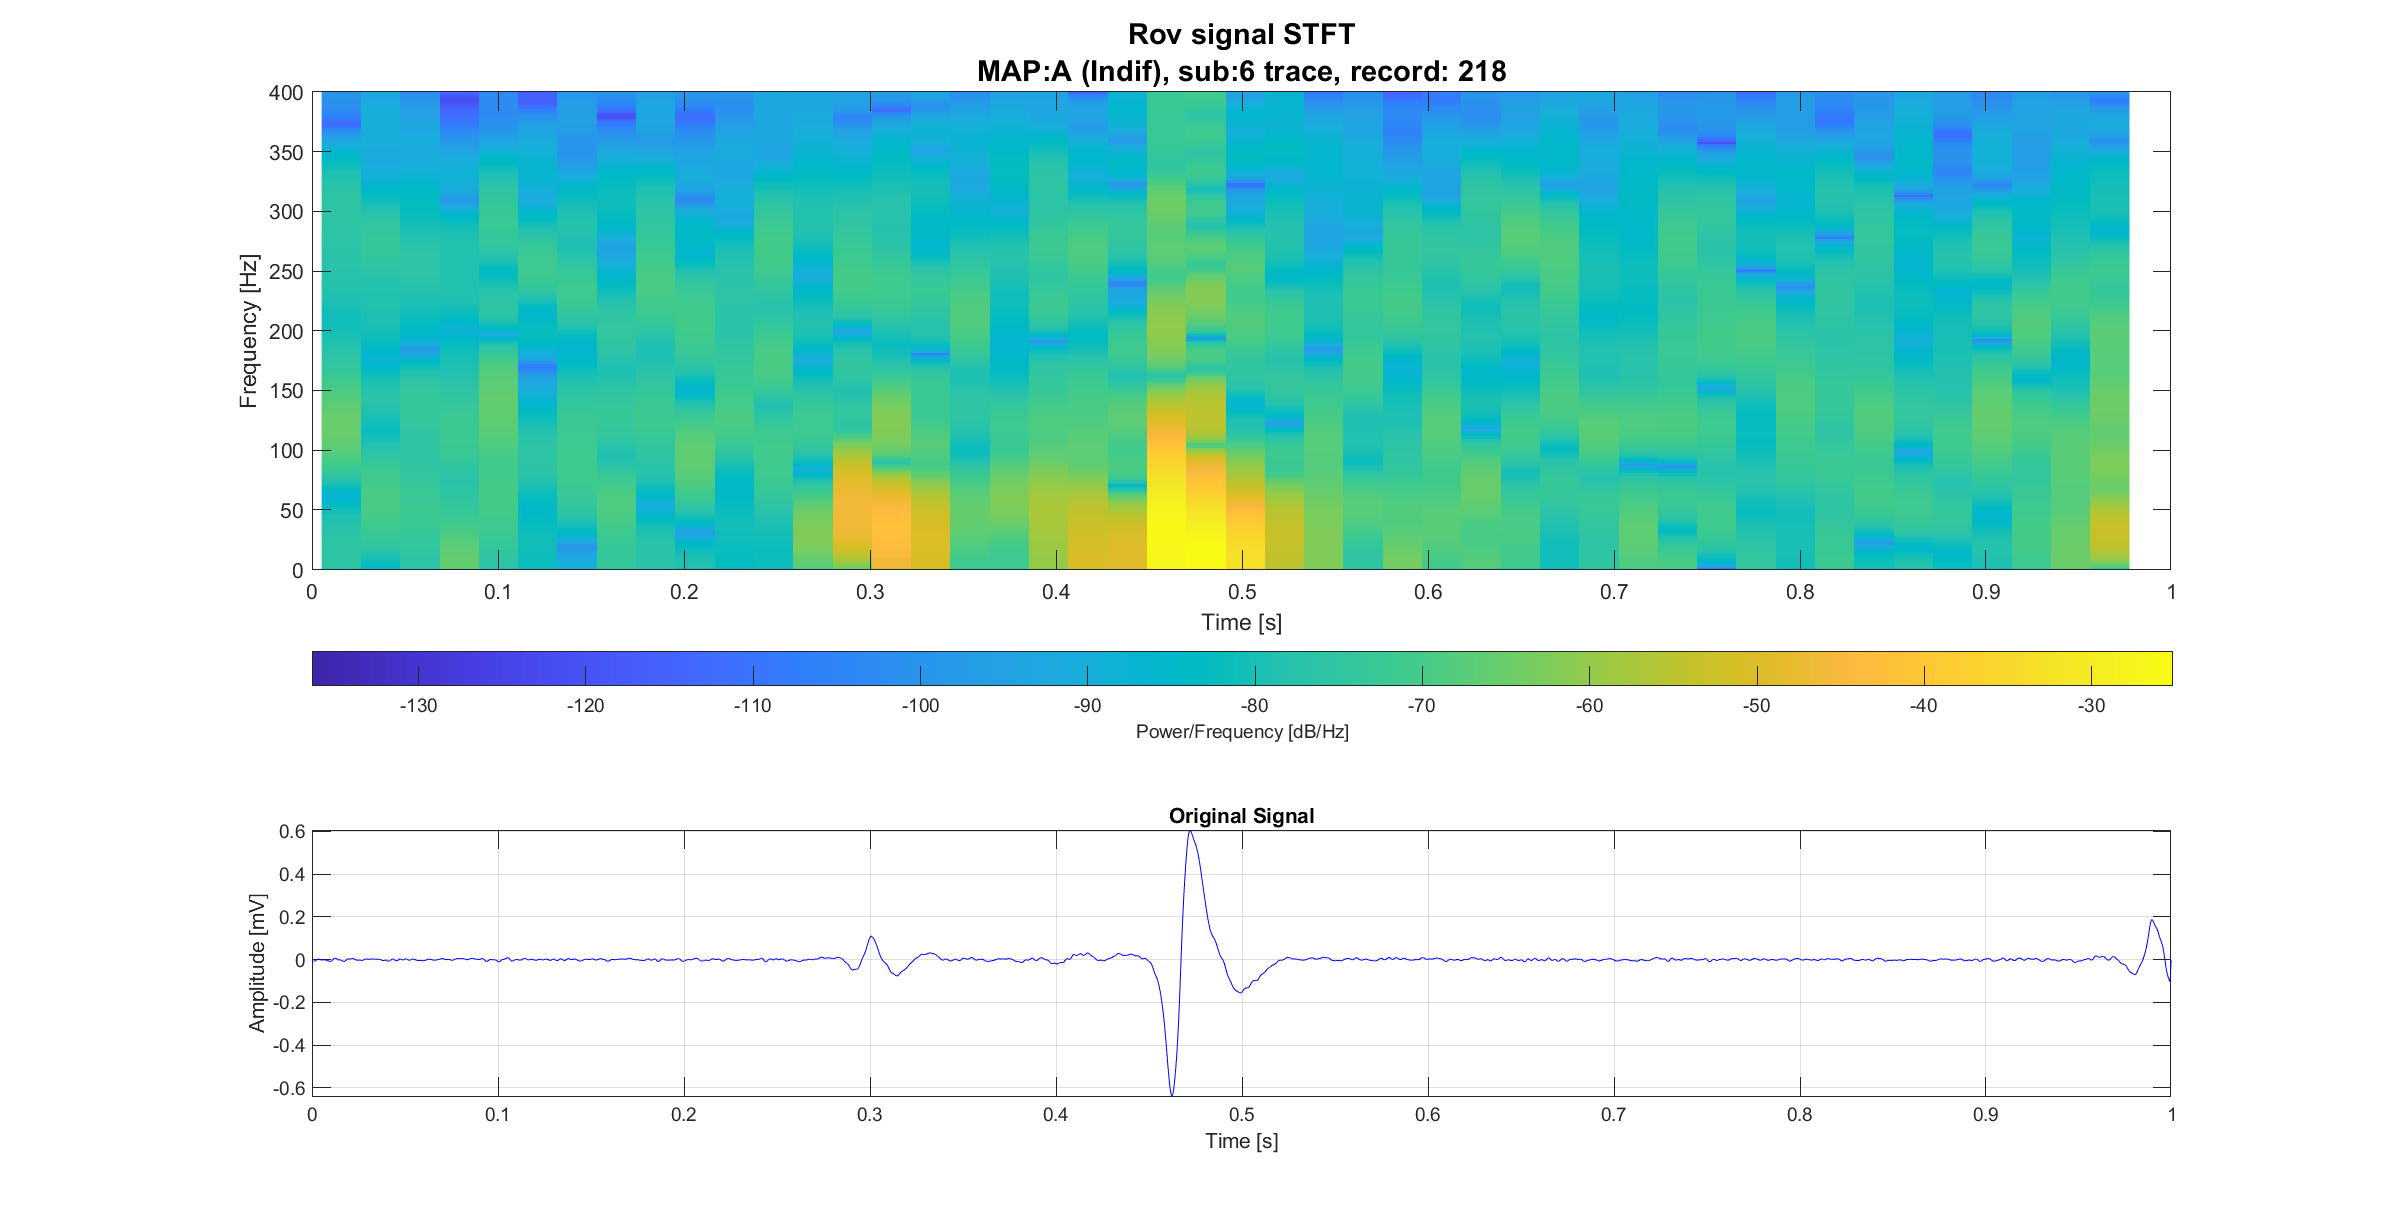 Rov signal STFT
MAP:A (Indif), sub:6 trace, record: 218
400
350
300
250
200
150
100
50
0
Frequency [Hz]
0 0.1 0.2 0.3 0.4 0.5 0.6 0.7 0.8 0.9 1
Time [s]
-130 -120 -110 -100 -90 -80 -70 -60 -50 -40 -30
Power/Frequency [dB/Hz]
Original Signal
0.6
0.4
0.2
0
-0.2
-0.4
-0.6
Amplitude [mV]
0 0.1 0.2 0.3 0.4 0.5 0.6 0.7 0.8 0.9 1
Time [s]